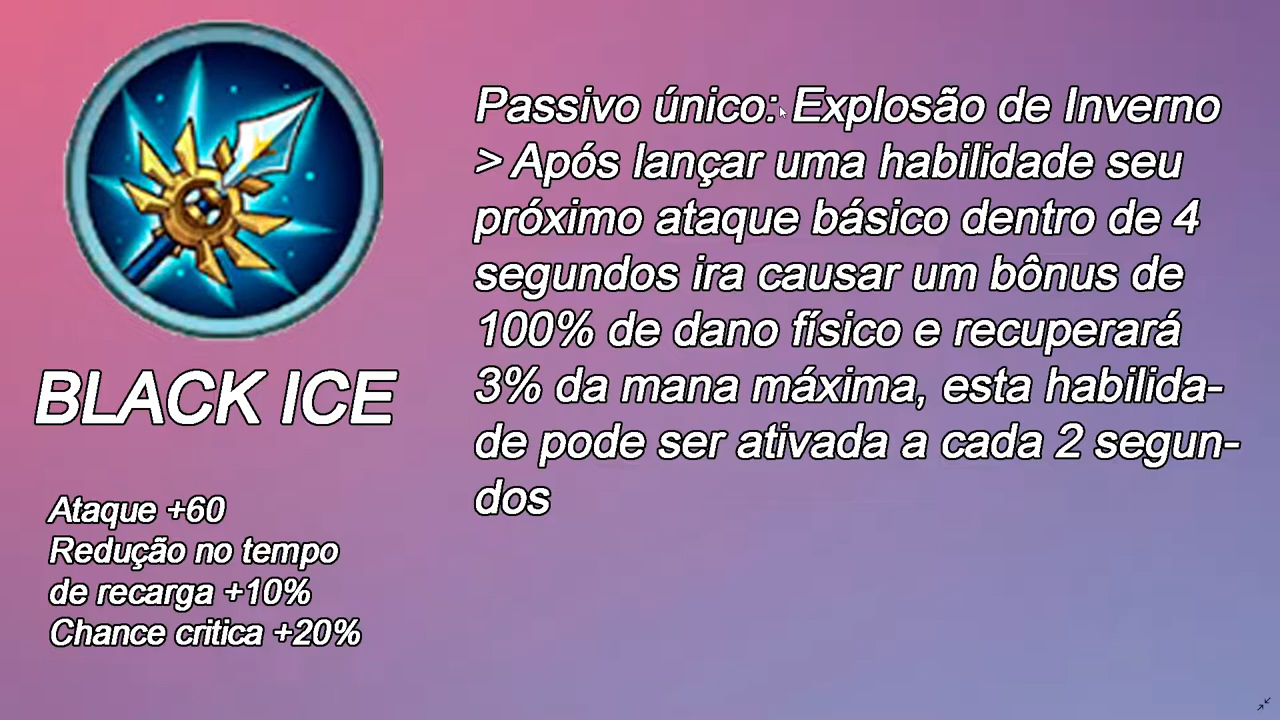 Passivo único: Explosão de Inverno
> Após lançar uma habilidade seu
próximo ataque básico dentro de 4
segundos ira causar um bônus de
100% de dano físico e recuperará
3% da mana máxima, esta habilida-
de pode ser ativada a cada 2 segun-
dos
BLACK ICE
Ataque +60
Redução no tempo
de recarga +10%
Chance critica +20%